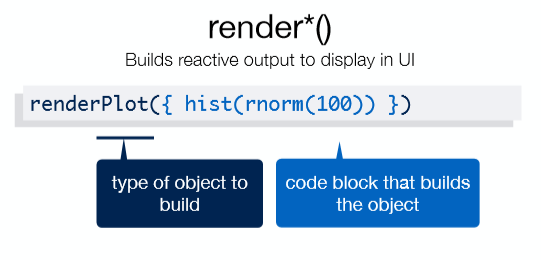 render*()
Builds reactive output to display in UI
renderPlot({ hist(rnorm(100)) })
type of object to
build
code block that builds
the object